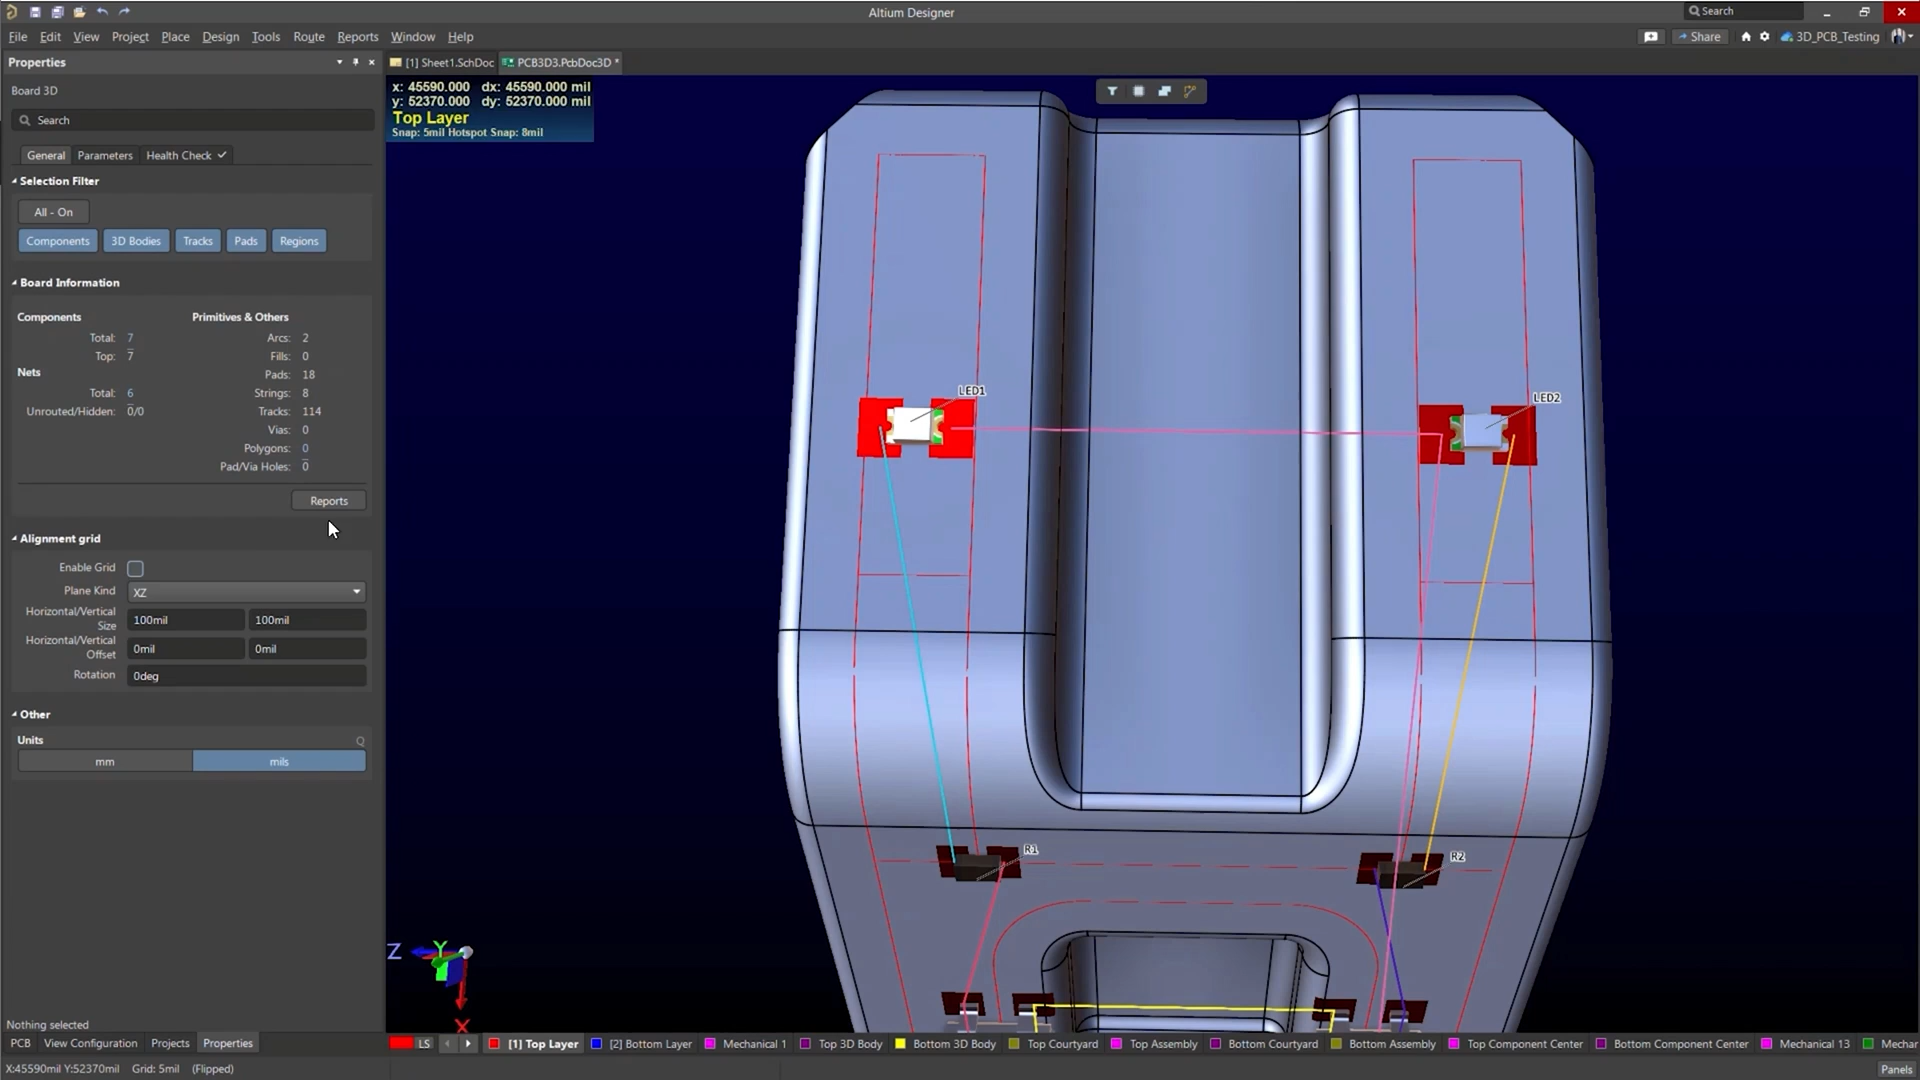 Altium Designer
Search
File Edit View Project Place Design Tools Route Reports Window Help
Share
3D_PCB_Testing
Properties
[1] Sheet1.SchDoc
PCB3D3.PcbDoc3D *
Board 3D
Search
General Parameters Health Check
Selection Filter
All - On
Components 3D Bodies Tracks Pads Regions
Board Information
Components
Total: 7
Top: 7
Nets
Total: 6
Unrouted/Hidden: 0/0
Primitives & Others
Arcs: 2
Fills: 0
Pads: 18
Strings: 8
Tracks: 114
Vias: 0
Polygons: 0
Pad/Via Holes: 0
Reports
Alignment grid
Enable Grid
Plane Kind XZ
Horizontal/Vertical
Size
100mil 100mil
Horizontal/Vertical
Offset
0mil 0mil
Rotation 0deg
Other
Units
mm mils
Nothing selected
PCB View Configuration Projects Properties
x: 45590.000 dx: 45590.000 mil
y: 52370.000 dy: 52370.000 mil
Top Layer
Snap: 5mil Hotspot Snap: 8mil
LED1
LED2
R1
R2
Z Y
X
LS [1] Top Layer [2] Bottom Layer Mechanical 1 Top 3D Body Bottom 3D Body Top Courtyard Top Assembly Bottom Courtyard Bottom Assembly Top Component Center Bottom Component Center Mechanical 13 Mechar
X:45590mil Y:52370mil Grid: 5mil (Flipped)
Panels